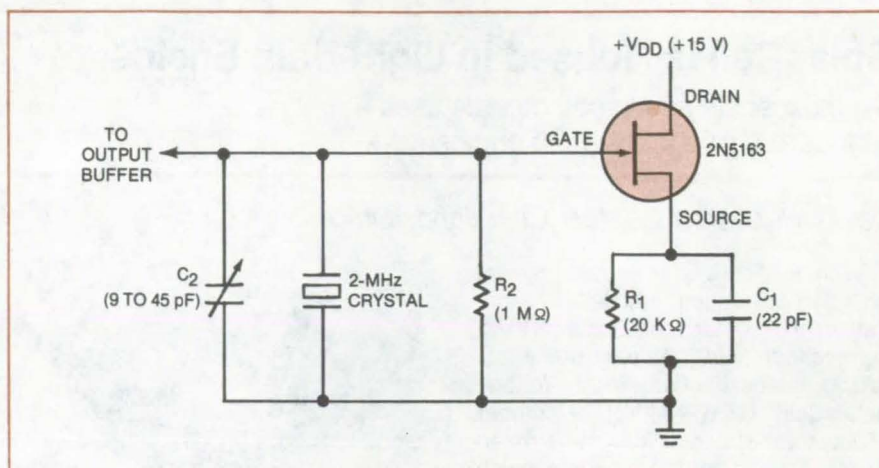 +VDD (+15 V)
DRAIN
TO
OUTPUT
BUFFER
GATE
2N5163
SOURCE
C2
(9 TO 45 pF)
2-MHz
CRYSTAL
R2
(1 MΩ)
R1
(20 KΩ)
C1
(22 pF)